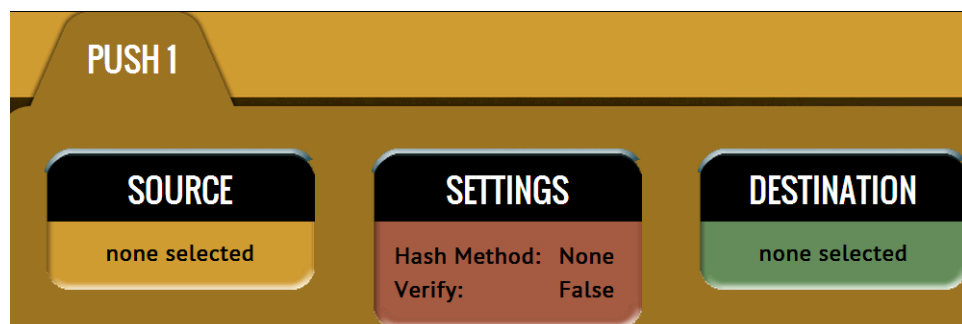 PUSH 1
SOURCE
none selected
SETTINGS
Hash Method: None
Verify: False
DESTINATION
none selected